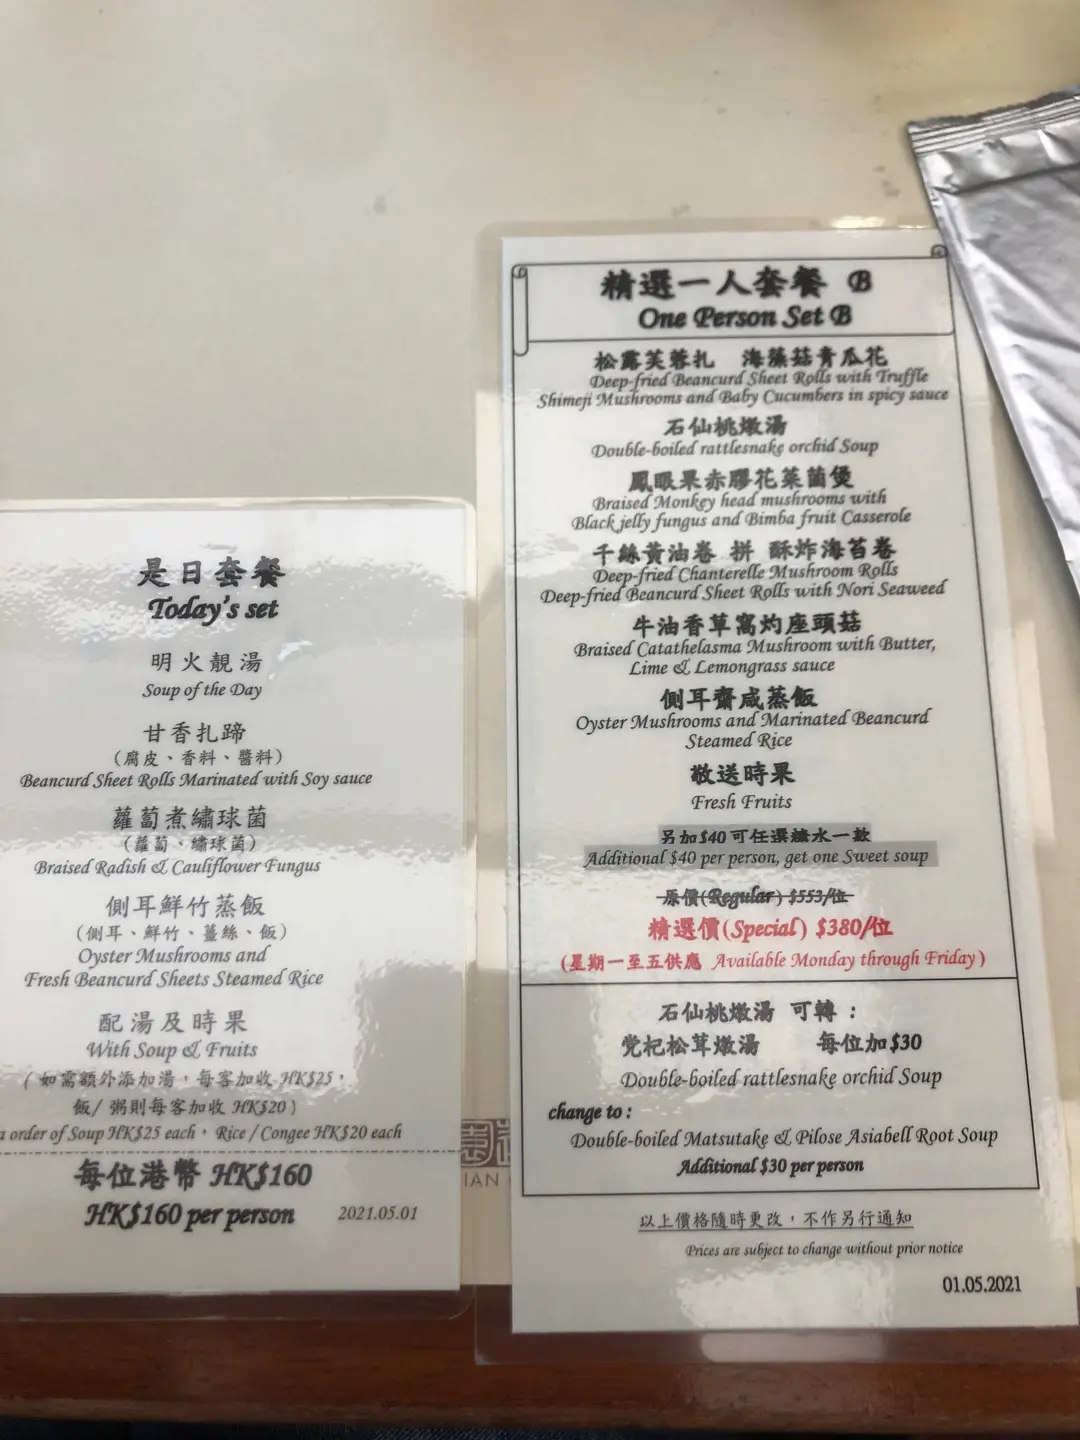 是日套餐
Today's set
明火靚湯
Soup of the Day
甘香扎蹄
（腐皮、香料、醬料）
Beancurd Sheet Rolls Marinated with Soy sauce
蘿蔔煮繡球菌
（蘿蔔、繡球菌）
Braised Radish & Cauliflower Fungus
側耳鮮竹蒸飯
（側耳、鮮竹、薑絲、飯）
Oyster Mushrooms and
Fresh Beancurd Sheets Steamed Rice
配湯及時果
With Soup & Fruits
（如需額外添加湯，每客加收 HK$25，
飯/ 粥則每客加收 HK$20）
a order of Soup HK$25 each，Rice / Congee HK$20 each
每位港幣 HK$160
HK$160 per person
2021.05.01
精選一人套餐 B
One Person Set B
松露芙蓉扎 海藻菇青瓜花
Deep-fried Beancurd Sheet Rolls with Truffle
Shimeji Mushrooms and Baby Cucumbers in spicy sauce
石仙桃燉湯
Double-boiled rattlesnake orchid Soup
鳳眼果赤膠花菜菌煲
Braised Monkey head mushrooms with
Black jelly fungus and Bimba fruit Casserole
千絲黃油卷 拼 酥炸海苔卷
Deep-fried Chanterelle Mushroom Rolls
Deep-fried Beancurd Sheet Rolls with Nori Seaweed
牛油香草窩灼座頭菇
Braised Catathelasma Mushroom with Butter,
Lime & Lemongrass sauce
側耳齋咸蒸飯
Oyster Mushrooms and Marinated Beancurd
Steamed Rice
敬送時果
Fresh Fruits
另加$40可任選糖水一款
Additional $40 per person, get one Sweet soup
原價(Regular) $553/位
精選價(Special) $380/位
(星期一至五供應 Available Monday through Friday)
石仙桃燉湯 可轉：
党杞松茸燉湯 每位加$30
Double-boiled rattlesnake orchid Soup
change to :
Double-boiled Matsutake & Pilose Asiabell Root Soup
Additional $30 per person
以上價格隨時更改，不作另行通知
Prices are subject to change without prior notice
01.05.2021
IAN